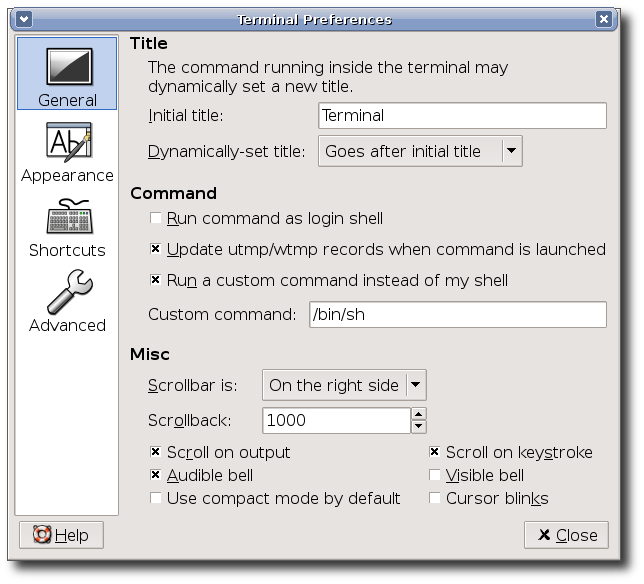 Terminal Preferences
General
Appearance
Shortcuts
Advanced
Title
The command running inside the terminal may
dynamically set a new title.
Initial title: Terminal
Dynamically-set title: Goes after initial title
Command
Run command as login shell
Update utmp/wtmp records when command is launched
Run a custom command instead of my shell
Custom command: /bin/sh
Misc
Scrollbar is: On the right side
Scrollback: 1000
Scroll on output Scroll on keystroke
Audible bell Visible bell
Use compact mode by default Cursor blinks
Help Close